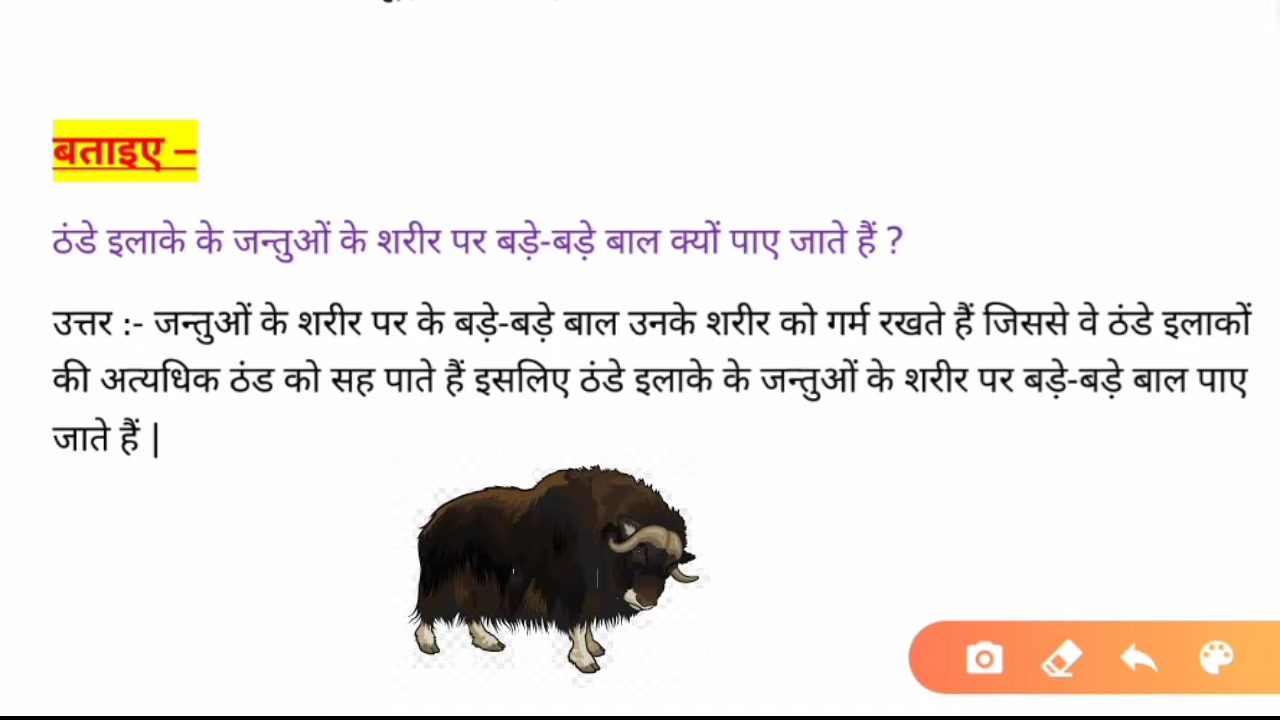 बताइए –
ठंडे इलाके के जन्तुओं के शरीर पर बड़े-बड़े बाल क्यों पाए जाते हैं ?
उत्तर :- जन्तुओं के शरीर पर के बड़े-बड़े बाल उनके शरीर को गर्म रखते हैं जिससे वे ठंडे इलाकों
की अत्यधिक ठंड को सह पाते हैं इसलिए ठंडे इलाके के जन्तुओं के शरीर पर बड़े-बड़े बाल पाए
जाते हैं |